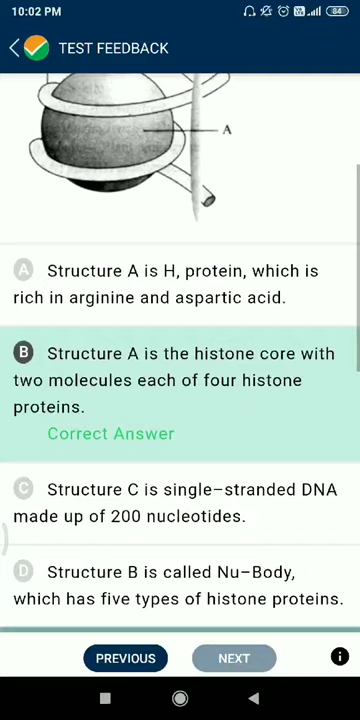 10:02 PM
84
TEST FEEDBACK
A
A Structure A is H, protein, which is
rich in arginine and aspartic acid.
B Structure A is the histone core with
two molecules each of four histone
proteins.
Correct Answer
C Structure C is single–stranded DNA
made up of 200 nucleotides.
D Structure B is called Nu–Body,
which has five types of histone proteins.
PREVIOUS NEXT